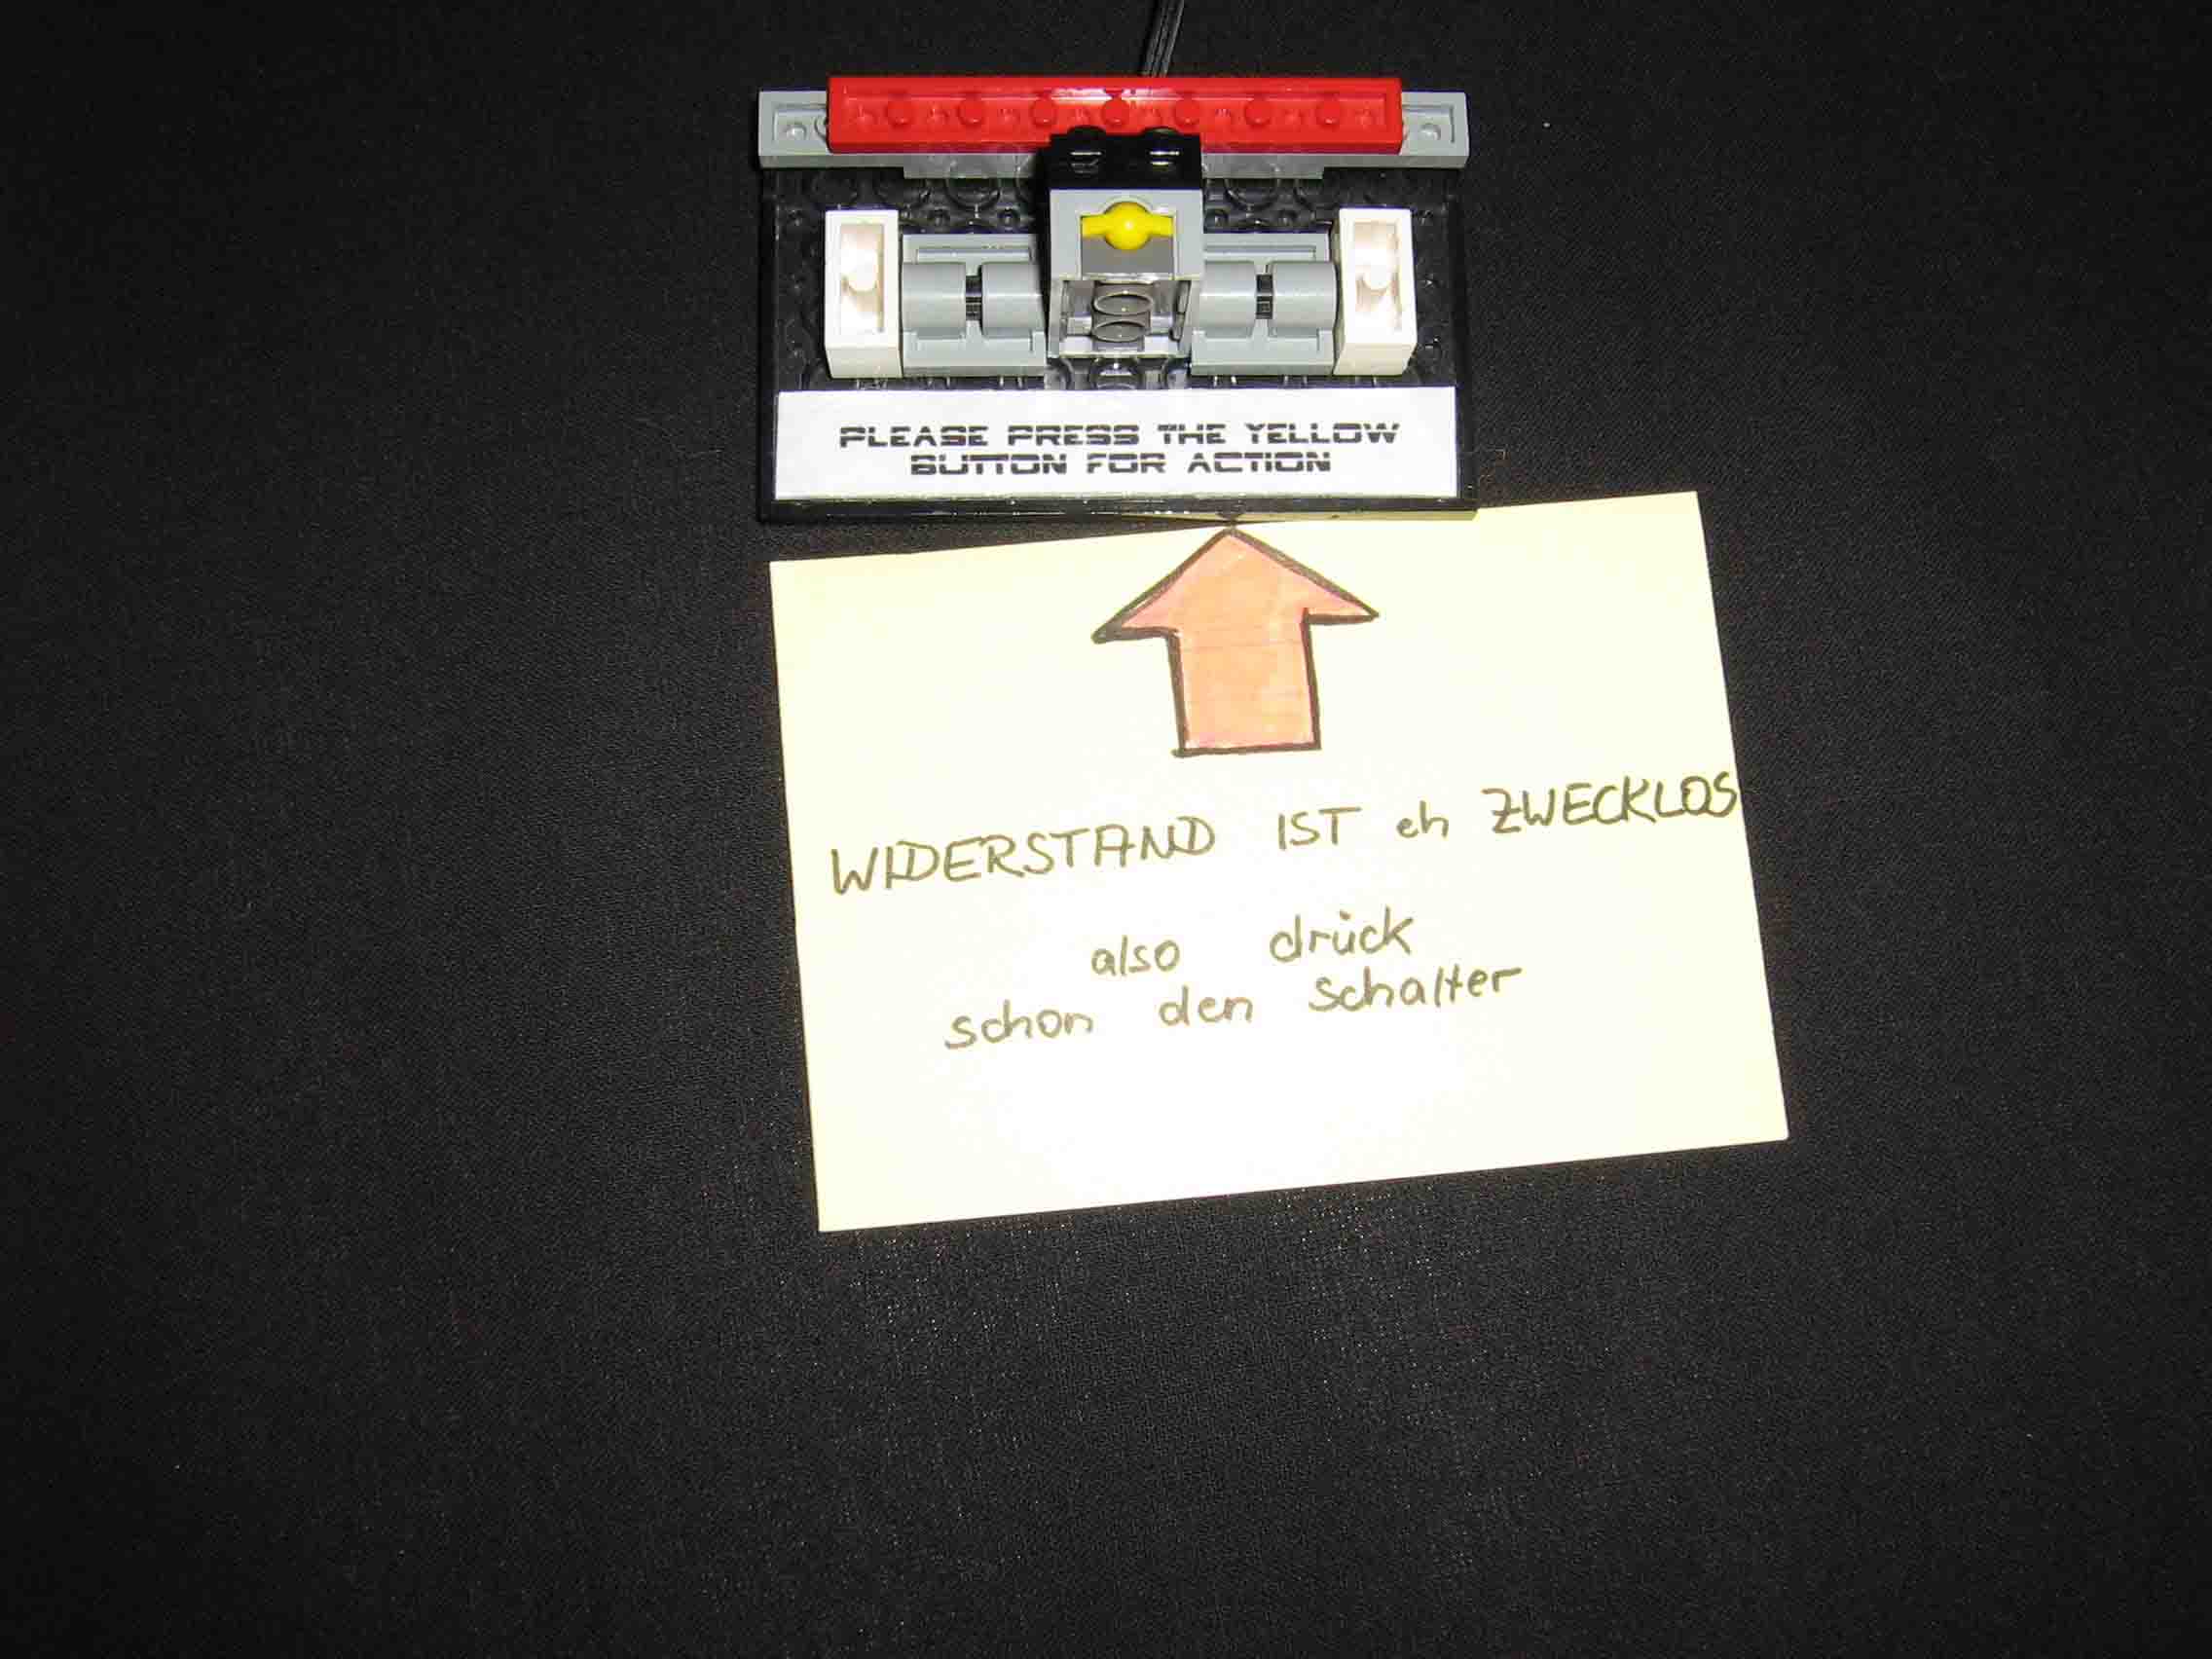 PLEASE PRESS THE YELLOW
BUTTON FOR ACTION
WIDERSTAND IST eh ZWECKLOS
also drück
schon den Schalter